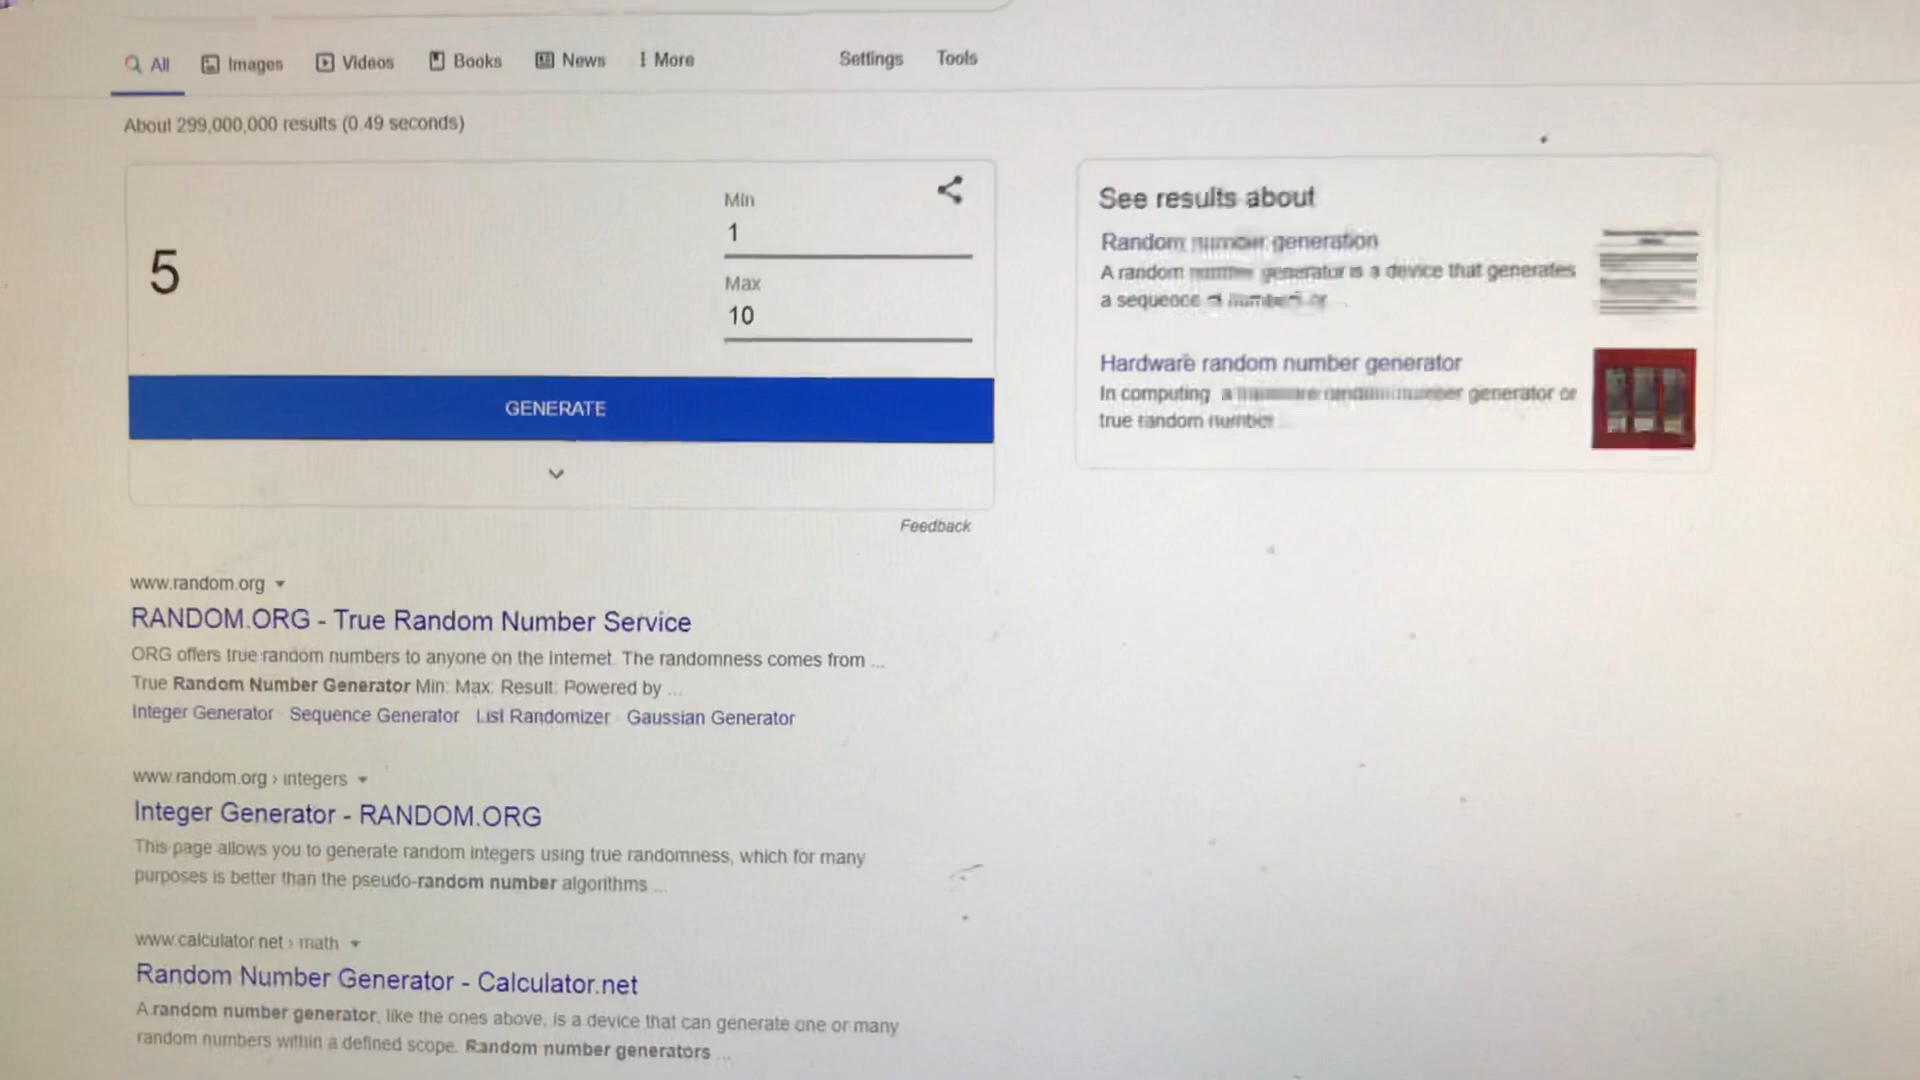 All Images Videos Books News More Settings Tools
About 299,000,000 results (0.49 seconds)
5
Min
1
Max
10
GENERATE
Feedback
See results about
Random generation
A random generator is a device that generates
a sequence
Hardware random number generator
In computing a generator or
true random number
www.random.org
RANDOM.ORG - True Random Number Service
ORG offers true random numbers to anyone on the Internet. The randomness comes from ...
True Random Number Generator Min: Max: Result: Powered by ...
Integer Generator · Sequence Generator · List Randomizer · Gaussian Generator
www.random.org › integers
Integer Generator - RANDOM.ORG
This page allows you to generate random integers using true randomness, which for many
purposes is better than the pseudo-random number algorithms ...
www.calculator.net › math
Random Number Generator - Calculator.net
A random number generator, like the ones above, is a device that can generate one or many
random numbers within a defined scope. Random number generators ...